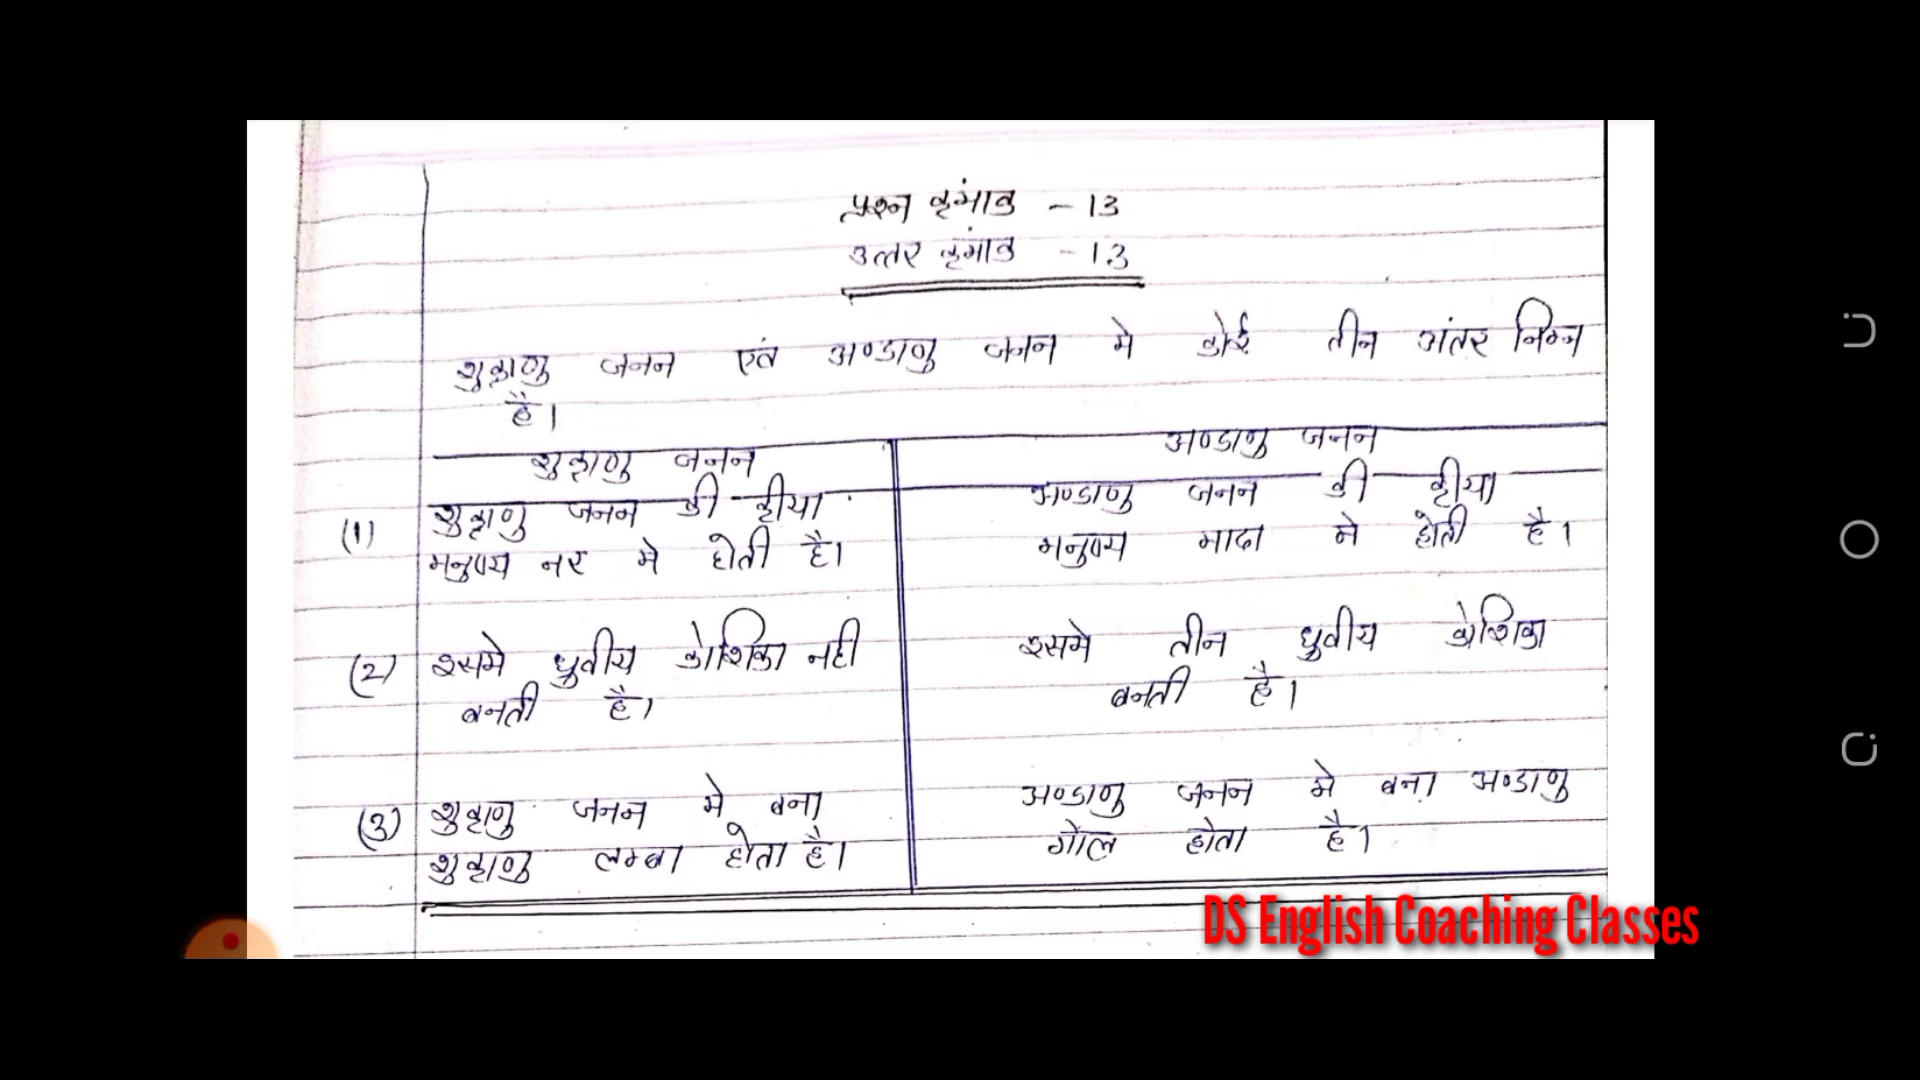 प्रश्न क्रमांक - 13
उत्तर क्रमांक - 13
शुक्राणु जनन एवं अण्डाणु जनन मे कोई तीन अंतर निम्न
है।
शुक्राणु जनन
अण्डाणु जनन
(1) शुक्राणु जनन की क्रीया
मनुष्य नर मे होती है।
अण्डाणु जनन की क्रीया
मनुष्य मादा मे होती है।
(2) इसमे ध्रुवीय कोशिका नही
बनती है।
इसमे तीन ध्रुवीय कोशिका
बनती है।
(3) शुक्राणु जनन मे बना
शुक्राणु लम्बा होता है।
अण्डाणु जनन मे बना अण्डाणु
गोल होता है।
DS English Coaching Classes